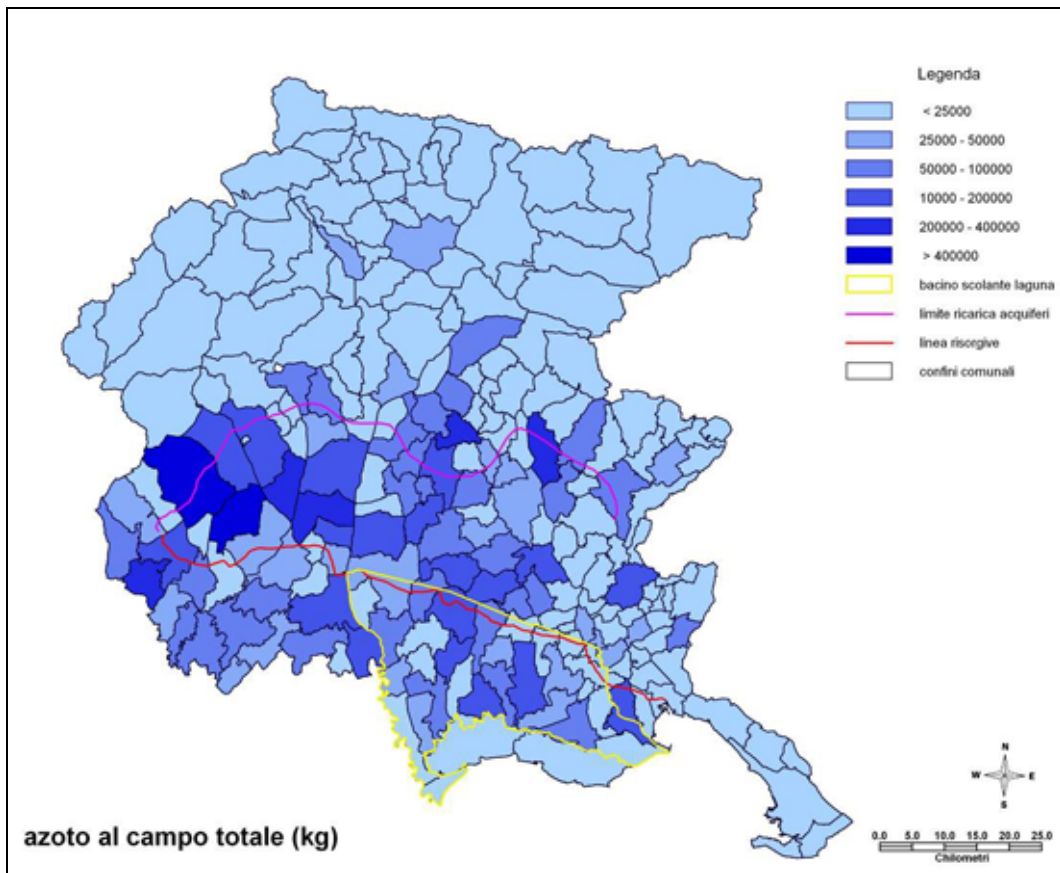 Legenda
< 25000
25000 - 50000
50000 - 100000
10000 - 200000
200000 - 400000
> 400000
bacino scolante laguna
limite ricarica acquiferi
linea risorgive
confini comunali
N
W E
S
azoto al campo totale (kg)
0.0 5.0 10.0 15.0 20.0 25.0
Chilometri